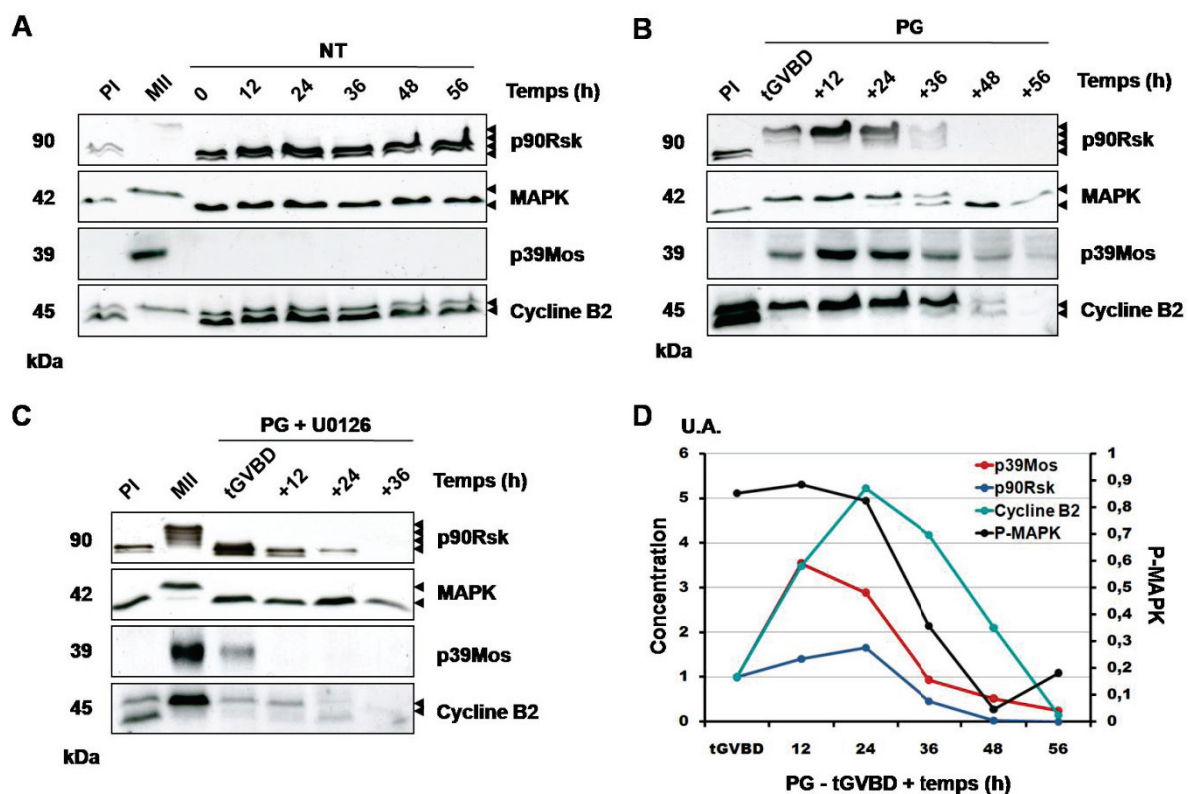 A
NT
PI MII 0 12 24 36 48 56 Temps (h)
90 p90Rsk
42 MAPK
39 p39Mos
45 Cycline B2
kDa
B
PG
PI tGVBD +12 +24 +36 +48 +56
90 p90Rsk
42 MAPK
39 p39Mos
45 Cycline B2
kDa
C
PG + U0126
PI MII tGVBD +12 +24 +36 Temps (h)
90 p90Rsk
42 MAPK
39 p39Mos
45 Cycline B2
kDa
D
U.A.
6
5
4
3
2
1
0
Concentration
p39Mos
p90Rsk
Cycline B2
P-MAPK
1
0,9
0,8
0,7
0,6
0,5
0,4
0,3
0,2
0,1
0
P-MAPK
tGVBD 12 24 36 48 56
PG - tGVBD + temps (h)